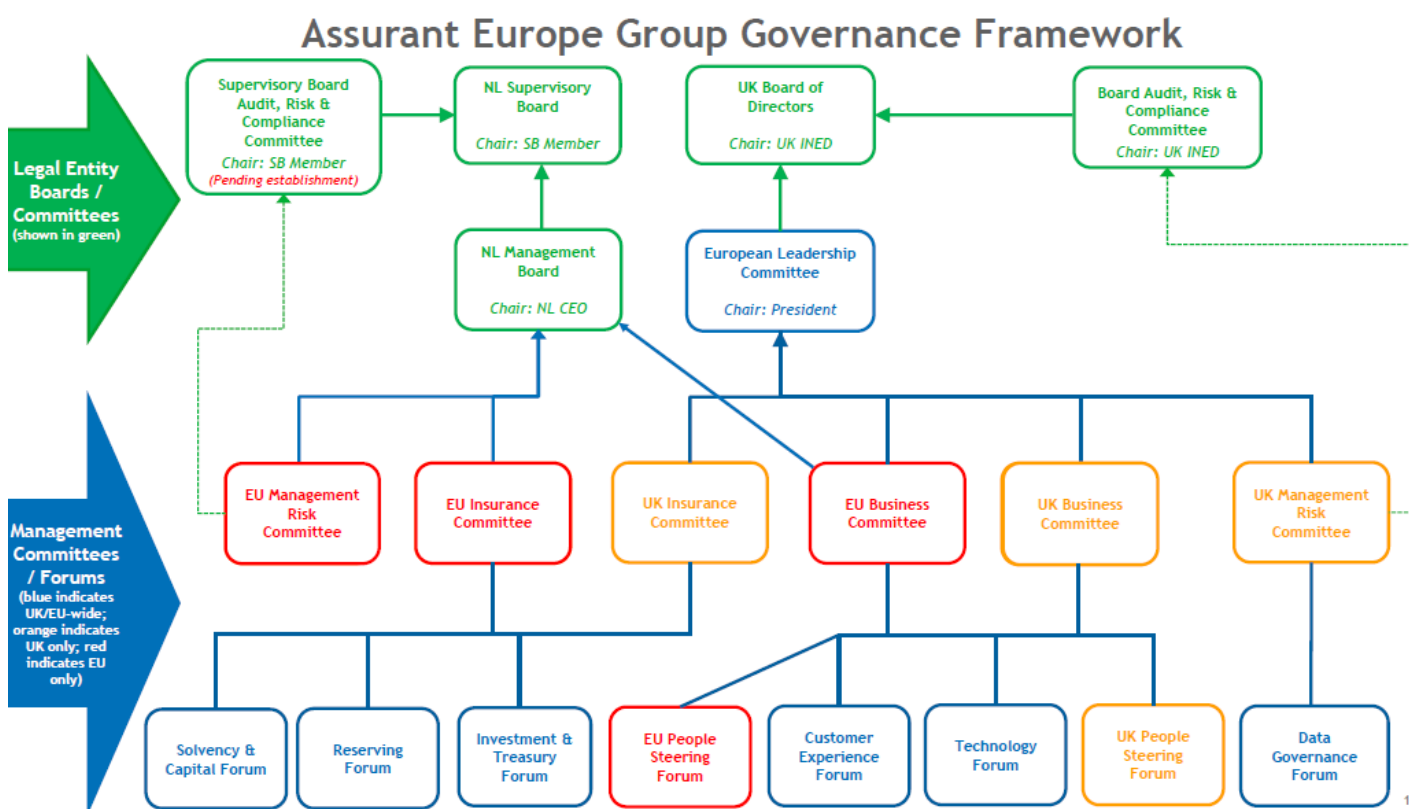 Assurant Europe Group Governance Framework
Legal Entity
Boards /
Committees
(shown in green)
Supervisory Board
Audit, Risk &
Compliance
Committee
Chair: SB Member
(Pending establishment)
NL Supervisory
Board
Chair: SB Member
UK Board of
Directors
Chair: UK INED
Board Audit, Risk &
Compliance
Committee
Chair: UK INED
NL Management
Board
Chair: NL CEO
European Leadership
Committee
Chair: President
Management
Committees
/ Forums
(blue indicates
UK/EU-wide;
orange indicates
UK only; red
indicates EU
only)
EU Management
Risk
Committee
EU Insurance
Committee
UK Insurance
Committee
EU Business
Committee
UK Business
Committee
UK Management
Risk
Committee
Solvency &
Capital Forum
Reserving
Forum
Investment &
Treasury
Forum
EU People
Steering
Forum
Customer
Experience
Forum
Technology
Forum
UK People
Steering
Forum
Data
Governance
Forum
1